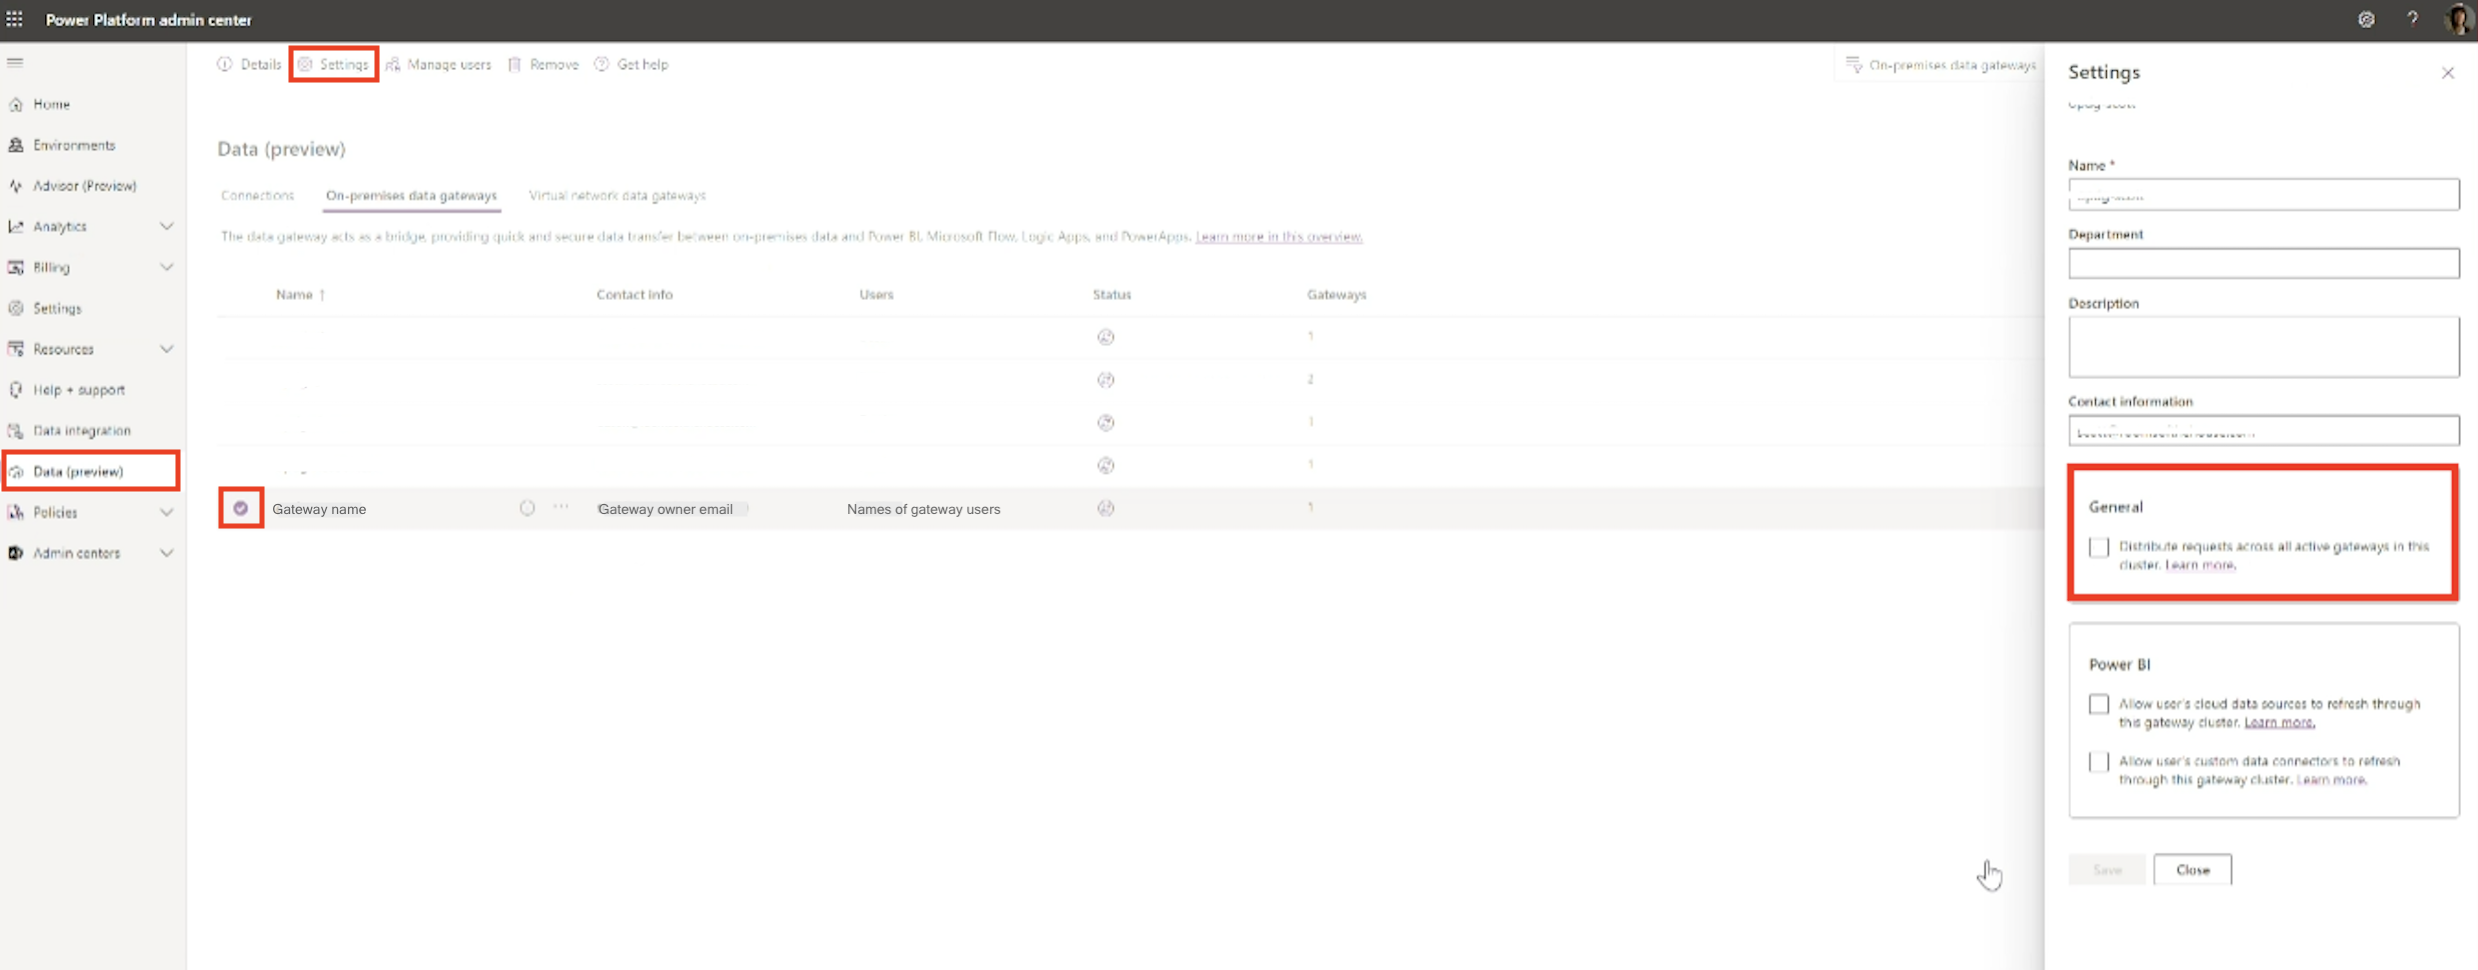 Power Platform admin center
?
Home
Environments
Advisor (Preview)
Analytics
Billing
Settings
Resources
Help + support
Data integration
Data (preview)
Policies
Admin centers
Details Settings Manage users Remove Get help
On-premises data gateways
Data (preview)
Connections On-premises data gateways Virtual network data gateways
The data gateway acts as a bridge, providing quick and secure data transfer between on-premises data and Power BI, Microsoft Flow, Logic Apps, and PowerApps. Learn more in this overview.
Name ↑ Contact Info Users Status Gateways
1
2
1
1
Gateway name ... Gateway owner email Names of gateway users 1
Settings
Name *
Department
Description
Contact information
General
Distribute requests across all active gateways in this
cluster. Learn more.
Power BI
Allow user's cloud data sources to refresh through
this gateway cluster. Learn more.
Allow user's custom data connectors to refresh
through this gateway cluster. Learn more.
Save Close